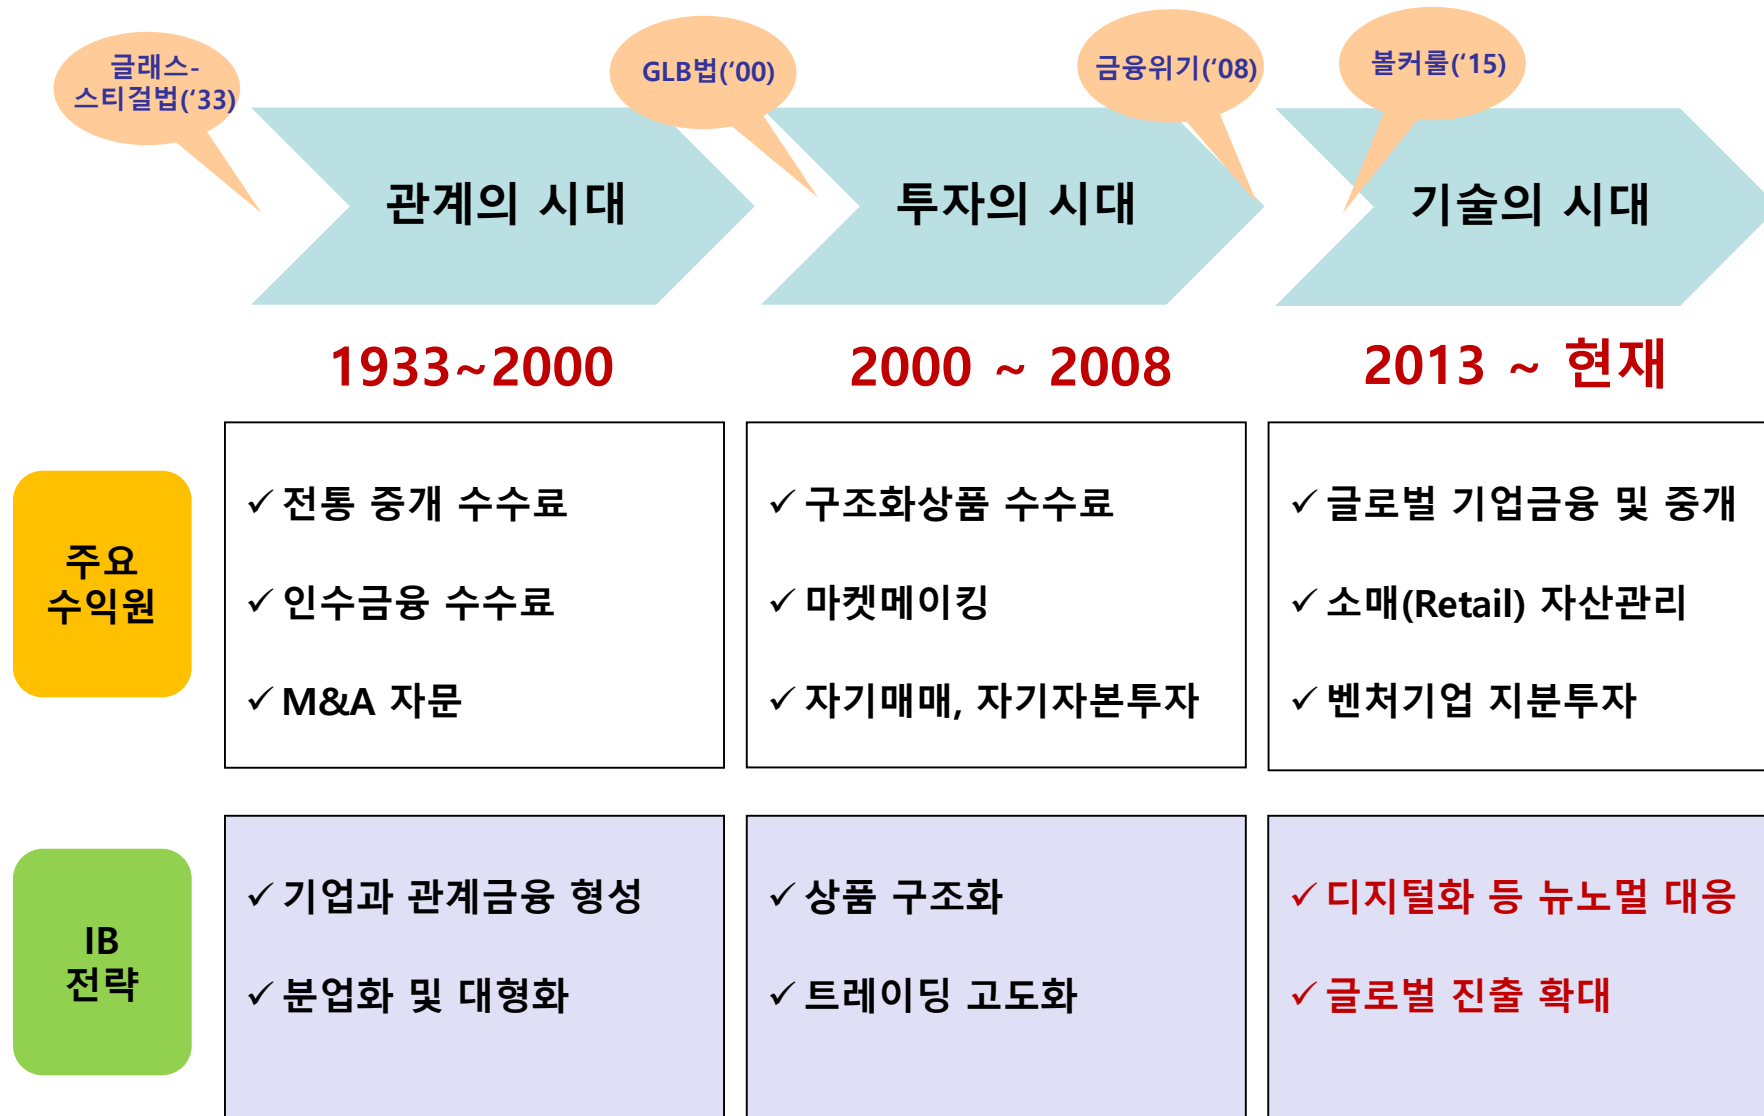 글래스-
스티걸법(‘33)
GLB법(‘00)
금융위기(‘08)
볼커룰(‘15)
관계의 시대
투자의 시대
기술의 시대
1933~2000
2000 ~ 2008
2013 ~ 현재
주요
수익원
✓ 전통 중개 수수료
✓ 인수금융 수수료
✓ M&A 자문
✓ 구조화상품 수수료
✓ 마켓메이킹
✓ 자기매매, 자기자본투자
✓ 글로벌 기업금융 및 중개
✓ 소매(Retail) 자산관리
✓ 벤처기업 지분투자
IB
전략
✓ 기업과 관계금융 형성
✓ 분업화 및 대형화
✓ 상품 구조화
✓ 트레이딩 고도화
✓ 디지털화 등 뉴노멀 대응
✓ 글로벌 진출 확대